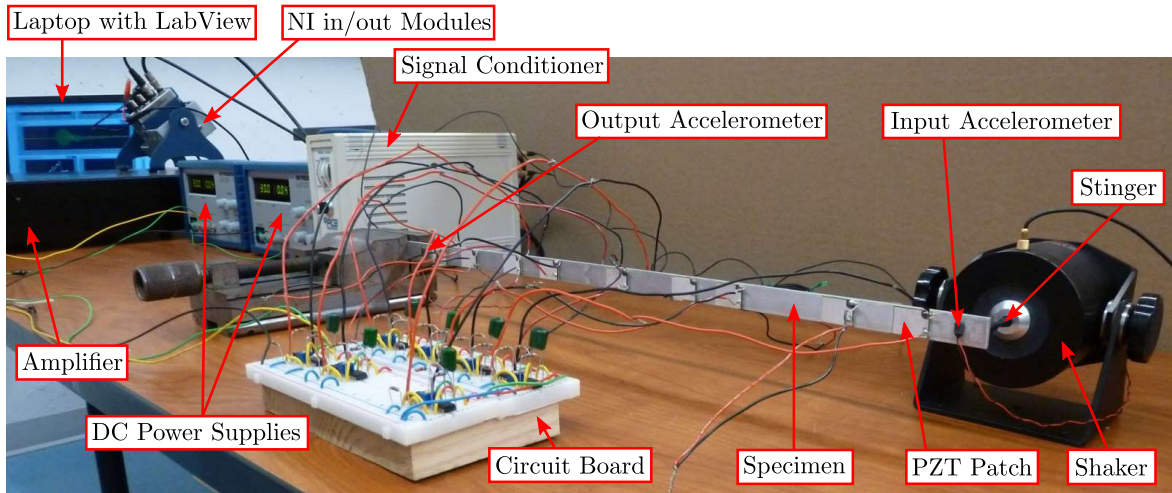 Laptop with LabView
NI in/out Modules
Signal Conditioner
Output Accelerometer
Input Accelerometer
Stinger
Amplifier
DC Power Supplies
Circuit Board
Specimen
PZT Patch
Shaker